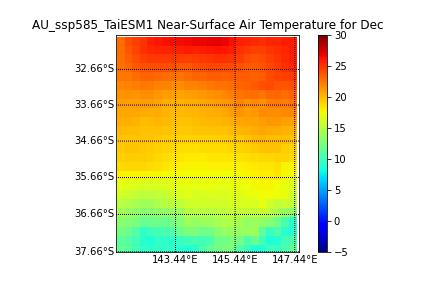 AU_ssp585_TaiESM1 Near-Surface Air Temperature for Dec
32.66°S
33.66°S
34.66°S
35.66°S
36.66°S
37.66°S
143.44°E 145.44°E 147.44°E
30
25
20
15
10
5
0
−5